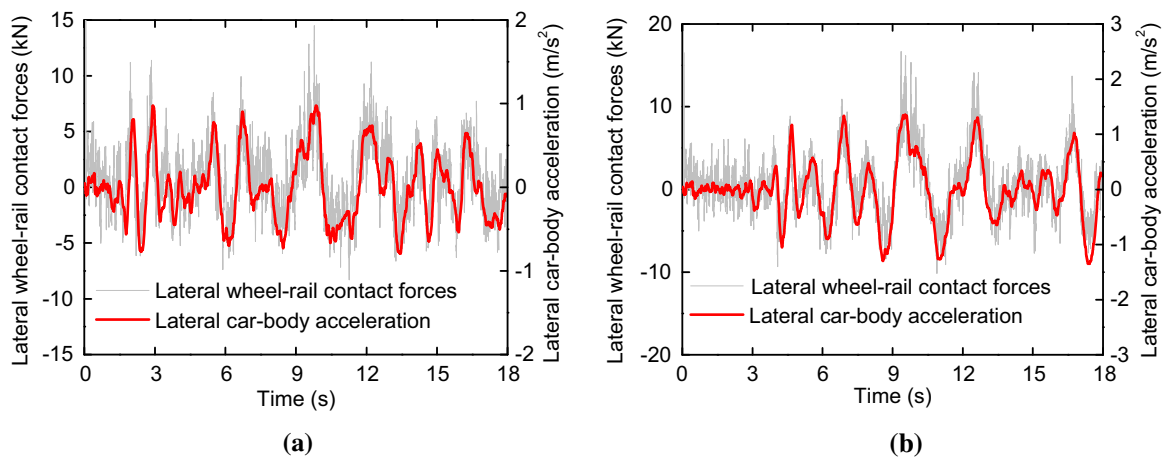 Lateral wheel-rail contact forces (kN)
15
10
5
0
-5
-10
-15
2
1
0
-1
-2
Lateral car-body acceleration (m/s²)
Lateral wheel-rail contact forces
Lateral car-body acceleration
0 3 6 9 12 15 18
Time (s)
(a)
Lateral wheel-rail contact forces (kN)
20
10
0
-10
-20
3
2
1
0
-1
-2
-3
Lateral car-body acceleration (m/s²)
Lateral wheel-rail contact forces
Lateral car-body acceleration
0 3 6 9 12 15 18
Time (s)
(b)